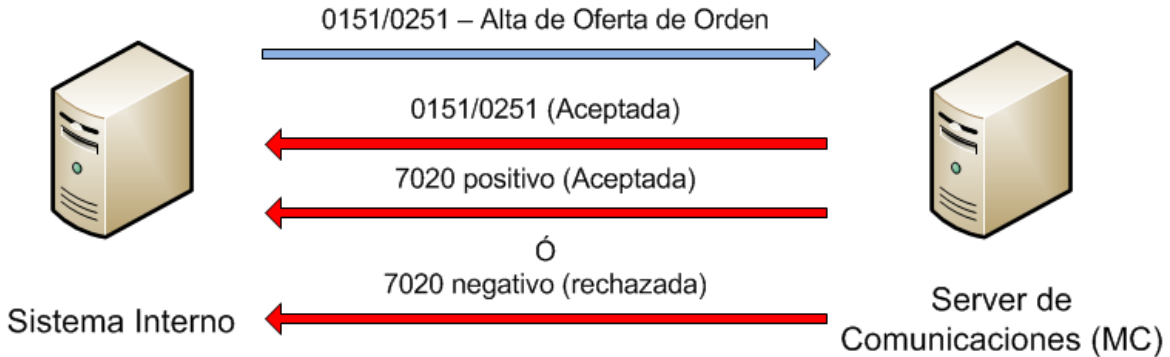 0151/0251 – Alta de Oferta de Orden
0151/0251 (Aceptada)
7020 positivo (Aceptada)
Ó
7020 negativo (rechazada)
Sistema Interno
Server de
Comunicaciones (MC)